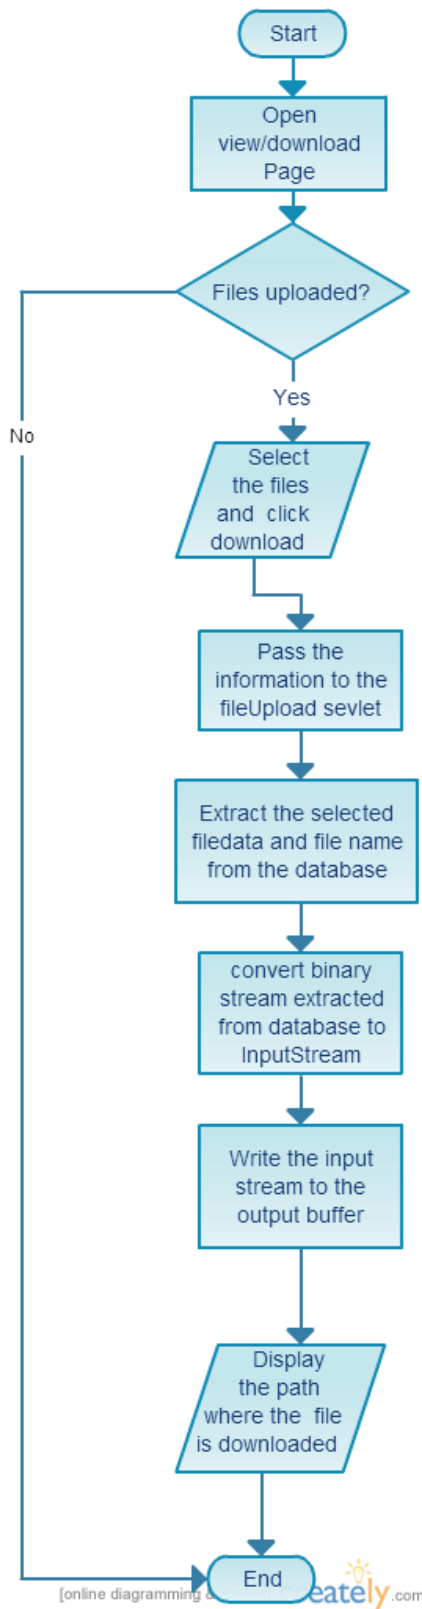 Start
Open
view/download
Page
Files uploaded?
Yes
No
Select
the files
and click
download
Pass the
information to the
fileUpload sevlet
Extract the selected
filedata and file name
from the database
convert binary
stream extracted
from database to
InputStream
Write the input
stream to the
output buffer
Display
the path
where the file
is downloaded
End
[online diagramming &
eately.com